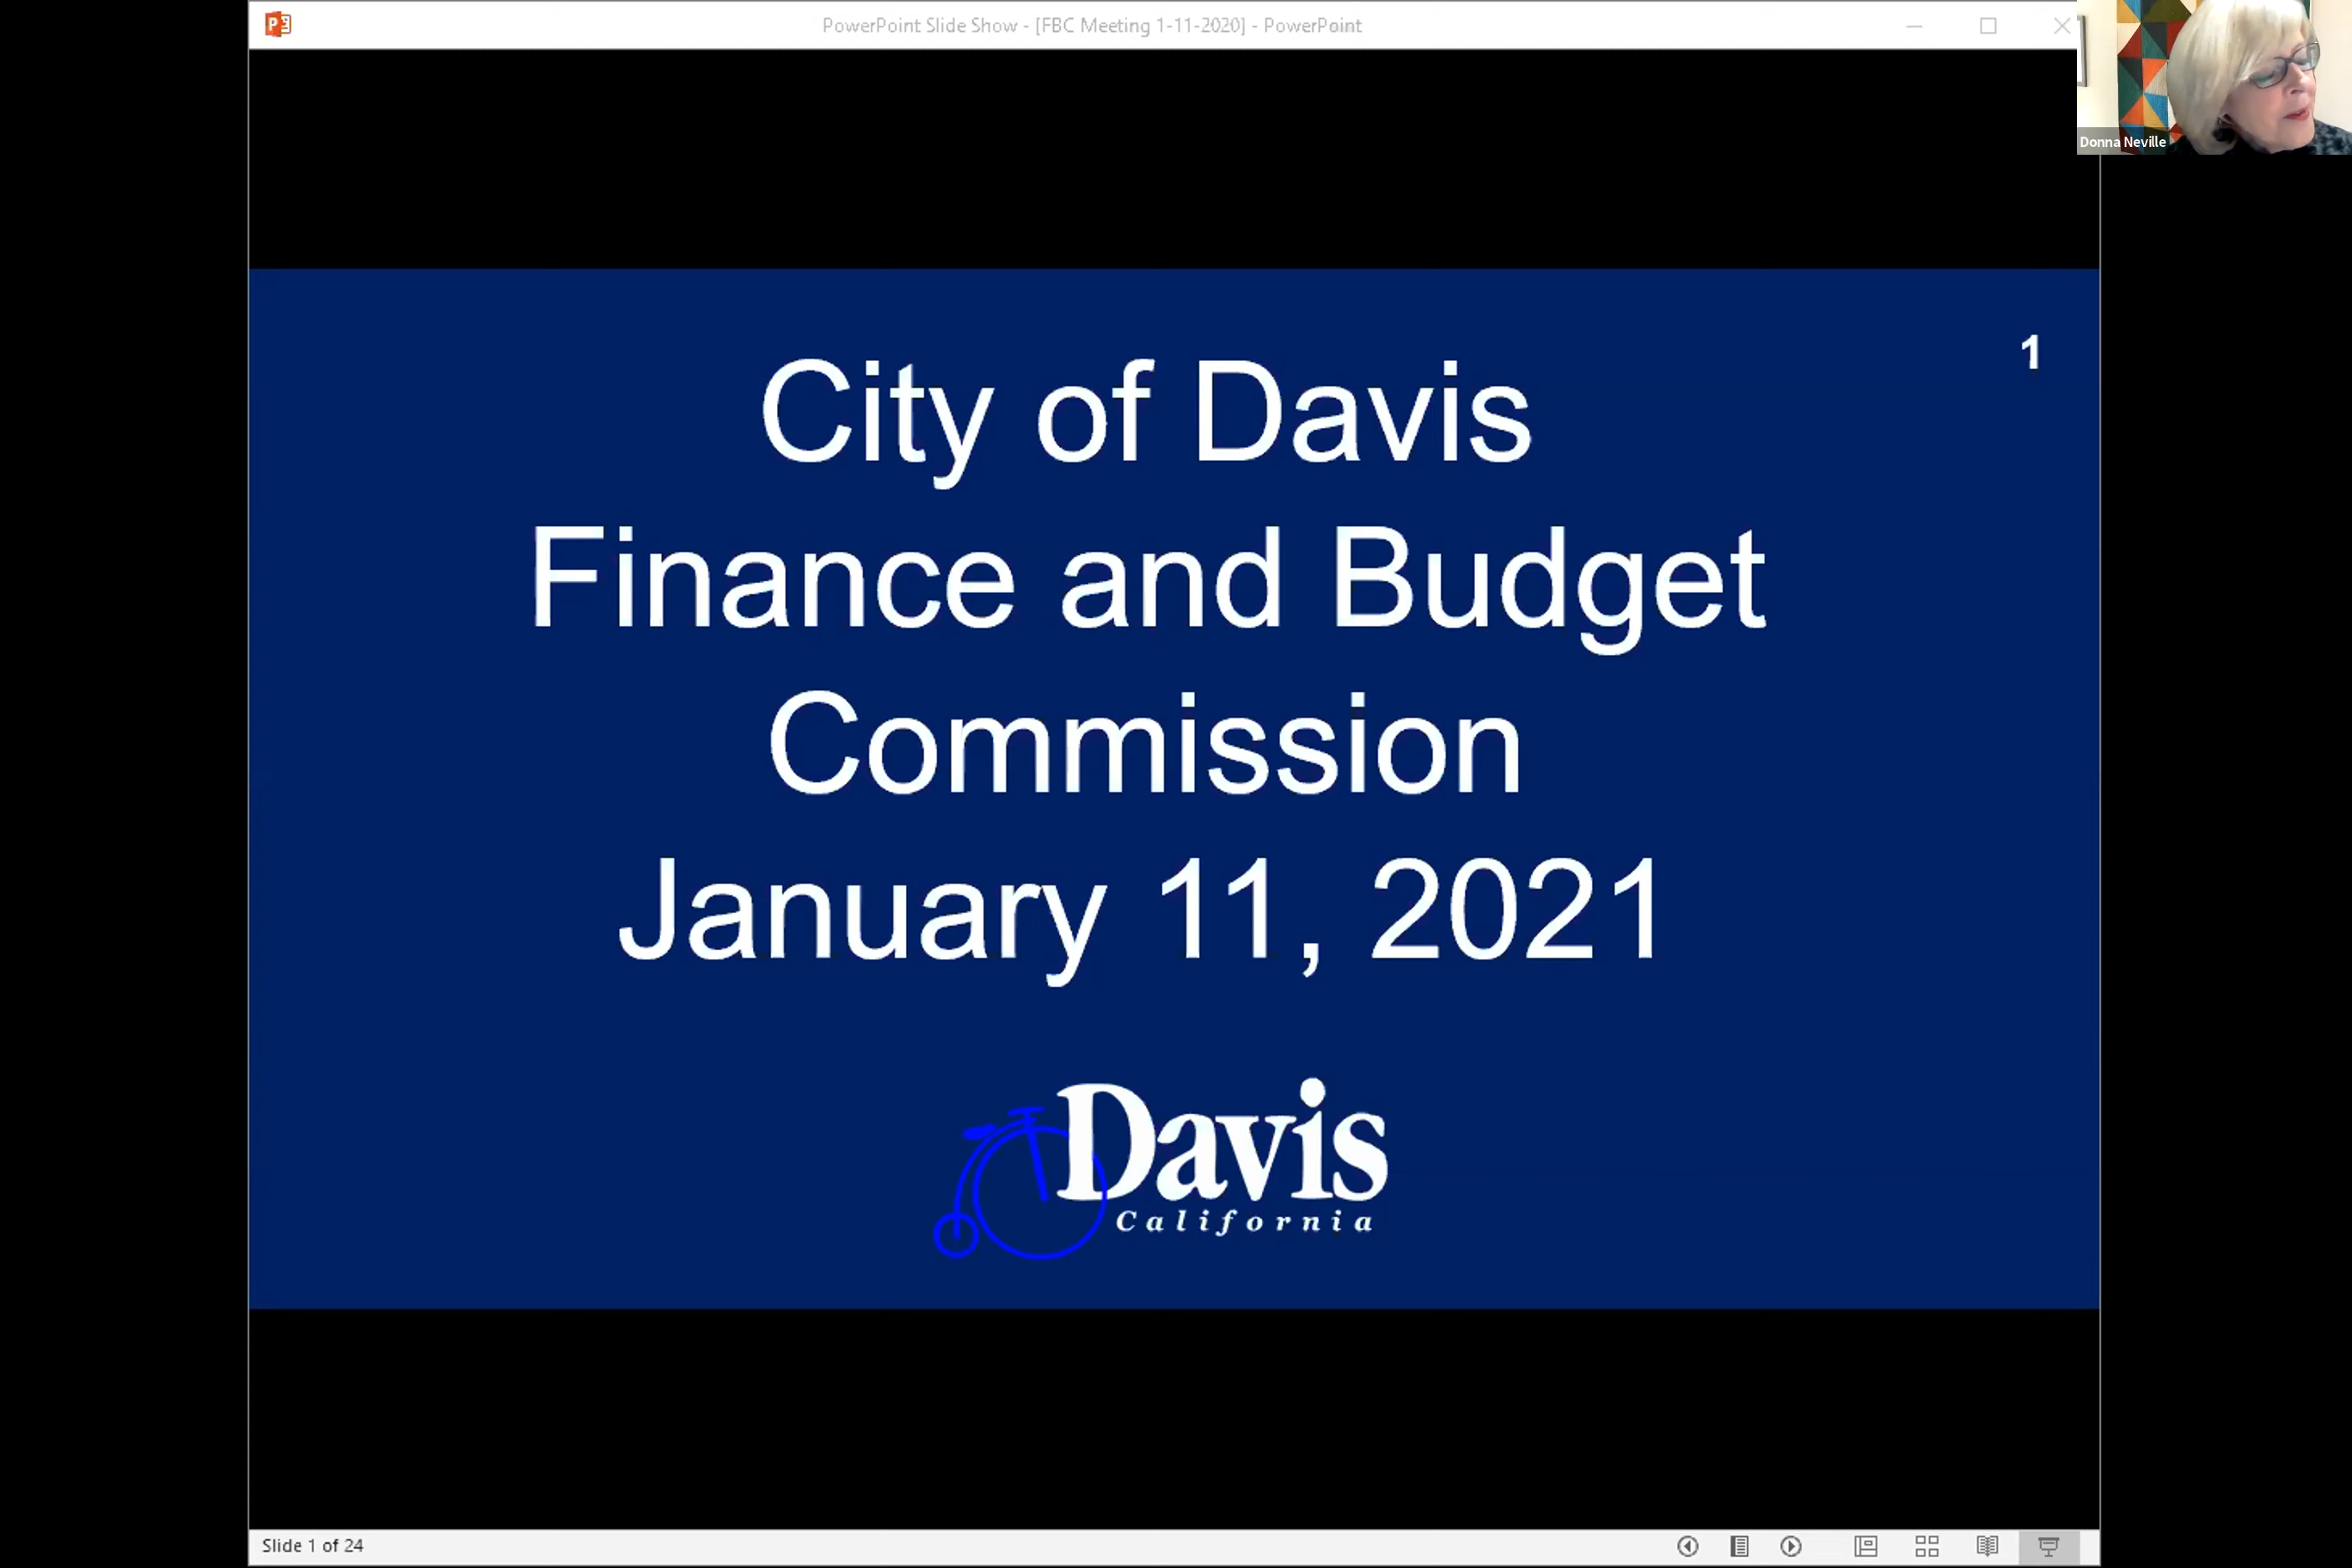 PowerPoint Slide Show - [FBC Meeting 1-11-2020] - PowerPoint
Donna Neville
1
City of Davis
Finance and Budget
Commission
January 11, 2021
Davis
California
Slide 1 of 24